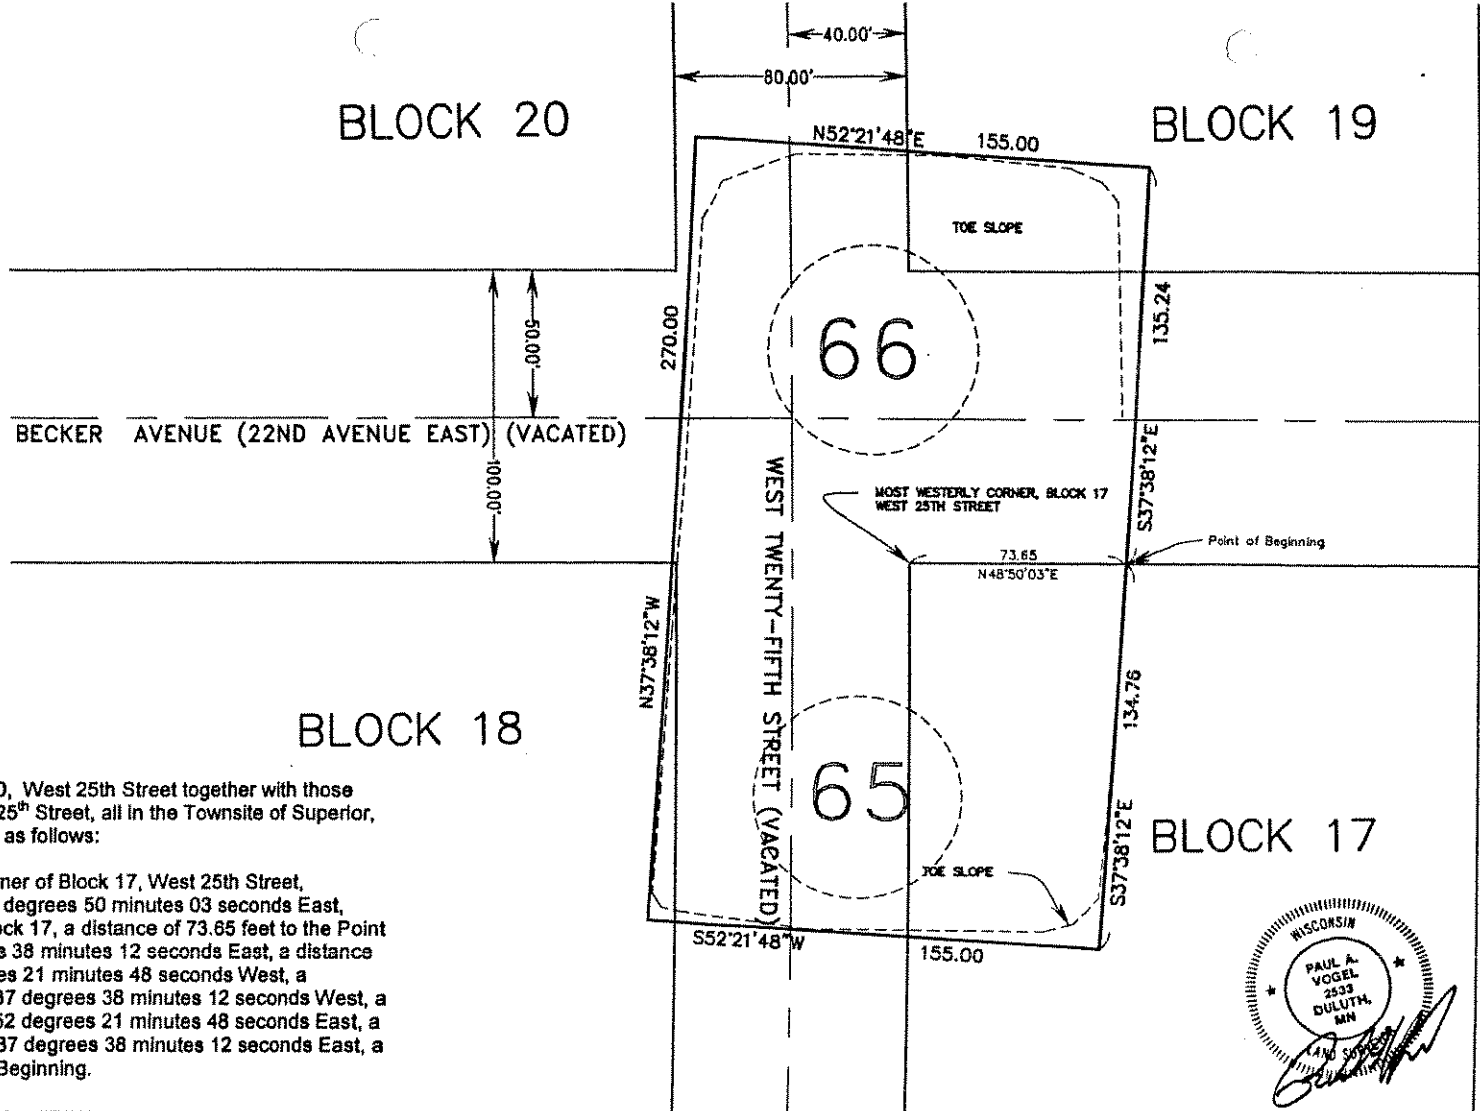 40.00'
80.00'
BLOCK 20
BLOCK 19
N52°21'48"E 155.00
TOE SLOPE
270.00
50.00'
66
135.24
BECKER AVENUE (22ND AVENUE EAST) (VACATED)
100.00'
WEST TWENTY-FIFTH STREET (VACATED)
MOST WESTERLY CORNER, BLOCK 17
WEST 25TH STREET
S37°38'12"E
Point of Beginning
73.65
N48°50'03"E
N37°38'12"W
134.76
BLOCK 18
65
S37°38'12"E
BLOCK 17
TOE SLOPE
S52°21'48"W 155.00
0, West 25th Street together with those
25th Street, all in the Townsite of Superior,
as follows:
ner of Block 17, West 25th Street,
degrees 50 minutes 03 seconds East,
ock 17, a distance of 73.65 feet to the Point
s 38 minutes 12 seconds East, a distance
es 21 minutes 48 seconds West, a
37 degrees 38 minutes 12 seconds West, a
52 degrees 21 minutes 48 seconds East, a
37 degrees 38 minutes 12 seconds East, a
Beginning.
WISCONSIN
PAUL A.
VOGEL
2533
DULUTH,
MN
LAND SURVEYOR